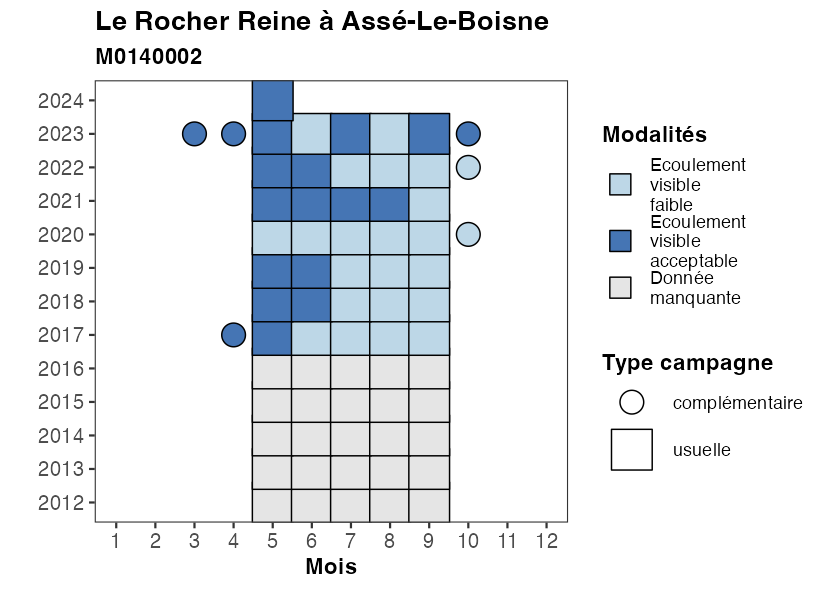 Le Rocher Reine à Assé-Le-Boisne
M0140002
2024
2023
2022
2021
2020
2019
2018
2017
2016
2015
2014
2013
2012
1 2 3 4 5 6 7 8 9 10 11 12
Mois
Modalités
Ecoulement
visible
faible
Ecoulement
visible
acceptable
Donnée
manquante
Type campagne
complémentaire
usuelle